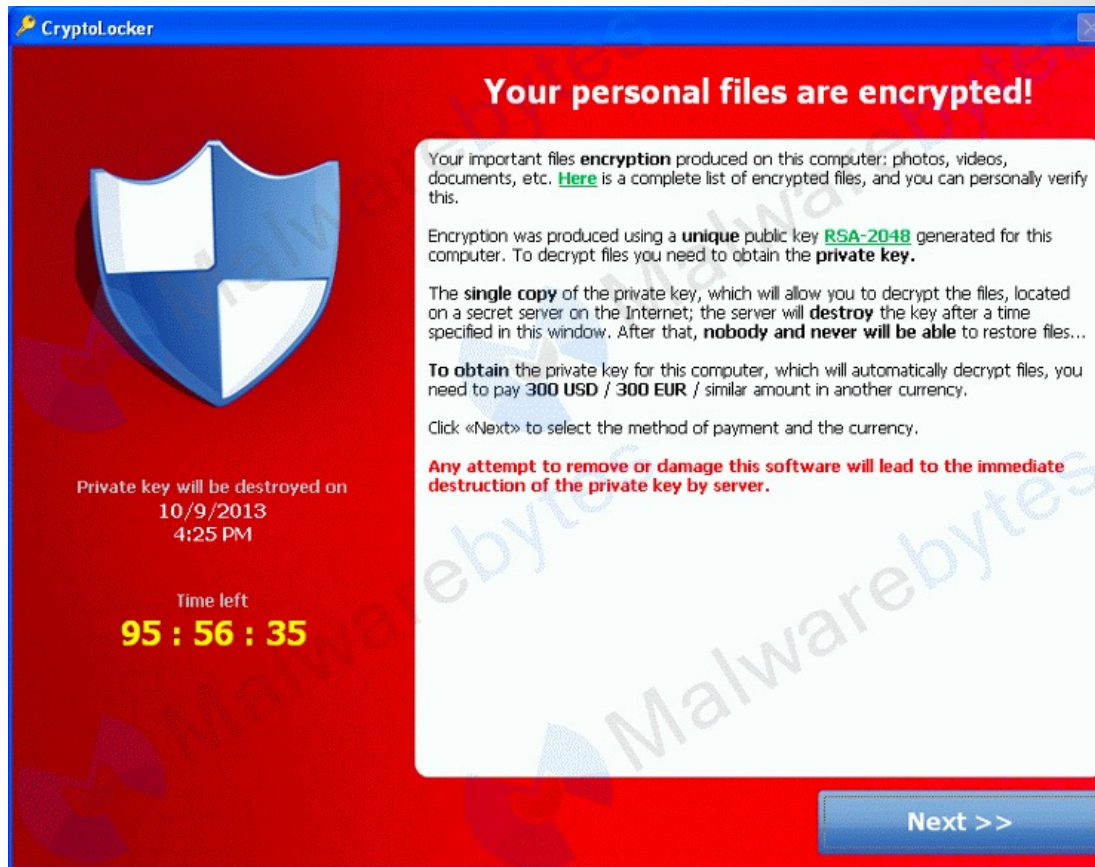 CryptoLocker
Your personal files are encrypted!
Your important files encryption produced on this computer: photos, videos,
documents, etc. Here is a complete list of encrypted files, and you can personally verify
this.
Encryption was produced using a unique public key RSA-2048 generated for this
computer. To decrypt files you need to obtain the private key.
The single copy of the private key, which will allow you to decrypt the files, located
on a secret server on the Internet; the server will destroy the key after a time
specified in this window. After that, nobody and never will be able to restore files...
To obtain the private key for this computer, which will automatically decrypt files, you
need to pay 300 USD / 300 EUR / similar amount in another currency.
Click «Next» to select the method of payment and the currency.
Any attempt to remove or damage this software will lead to the immediate
destruction of the private key by server.
Private key will be destroyed on
10/9/2013
4:25 PM
Time left
95 : 56 : 35
Next >>
Malwarebytes
Malwarebytes
Malwarebytes
Malwarebytes